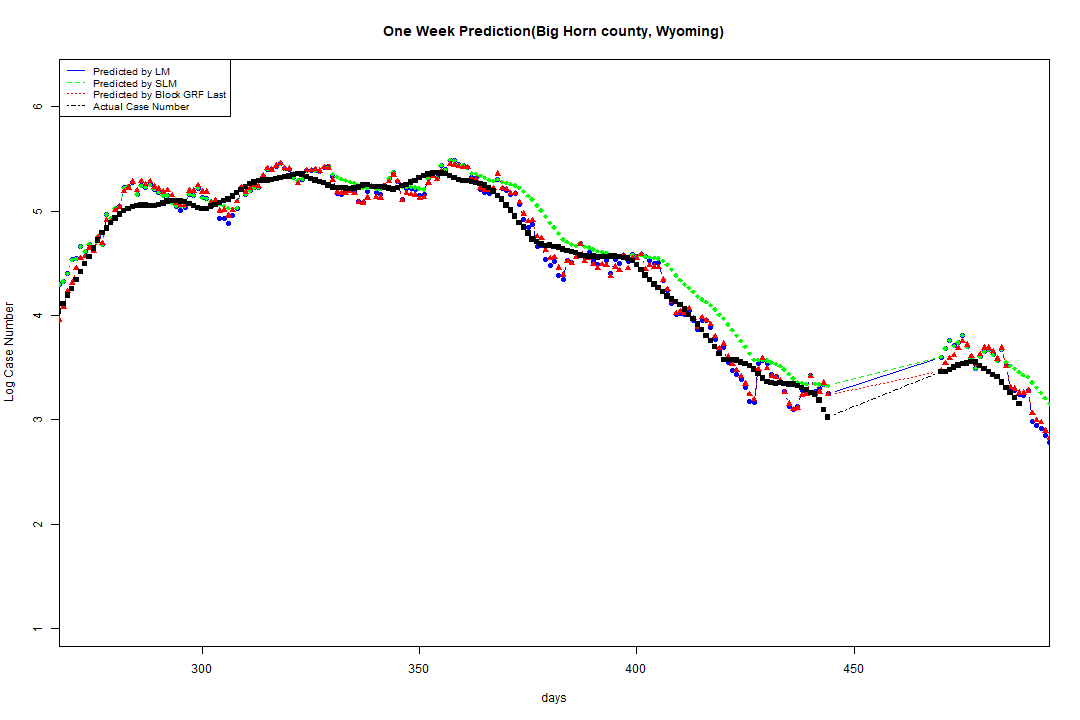 One Week Prediction(Big Horn county, Wyoming)
Predicted by LM
Predicted by SLM
Predicted by Block GRF Last
Actual Case Number
Log Case Number
6
5
4
3
2
1
300
350
400
450
days